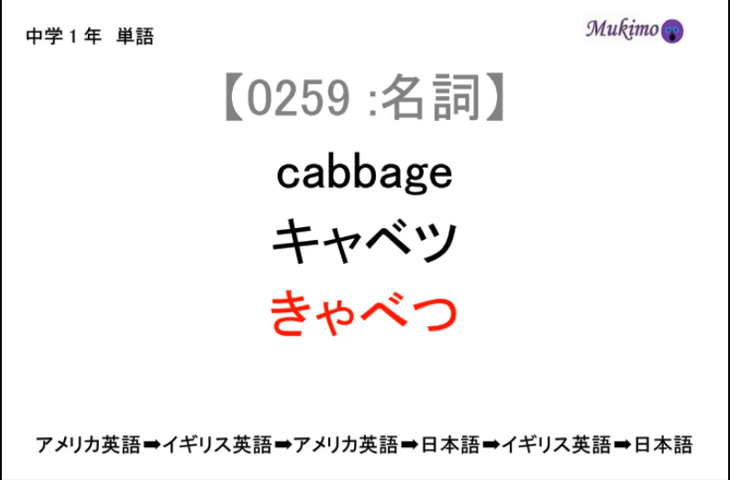 中学１年 単語
Mukimo
【0259 :名詞】
cabbage
キャベツ
きゃべつ
アメリカ英語➡イギリス英語➡アメリカ英語➡日本語➡イギリス英語➡日本語